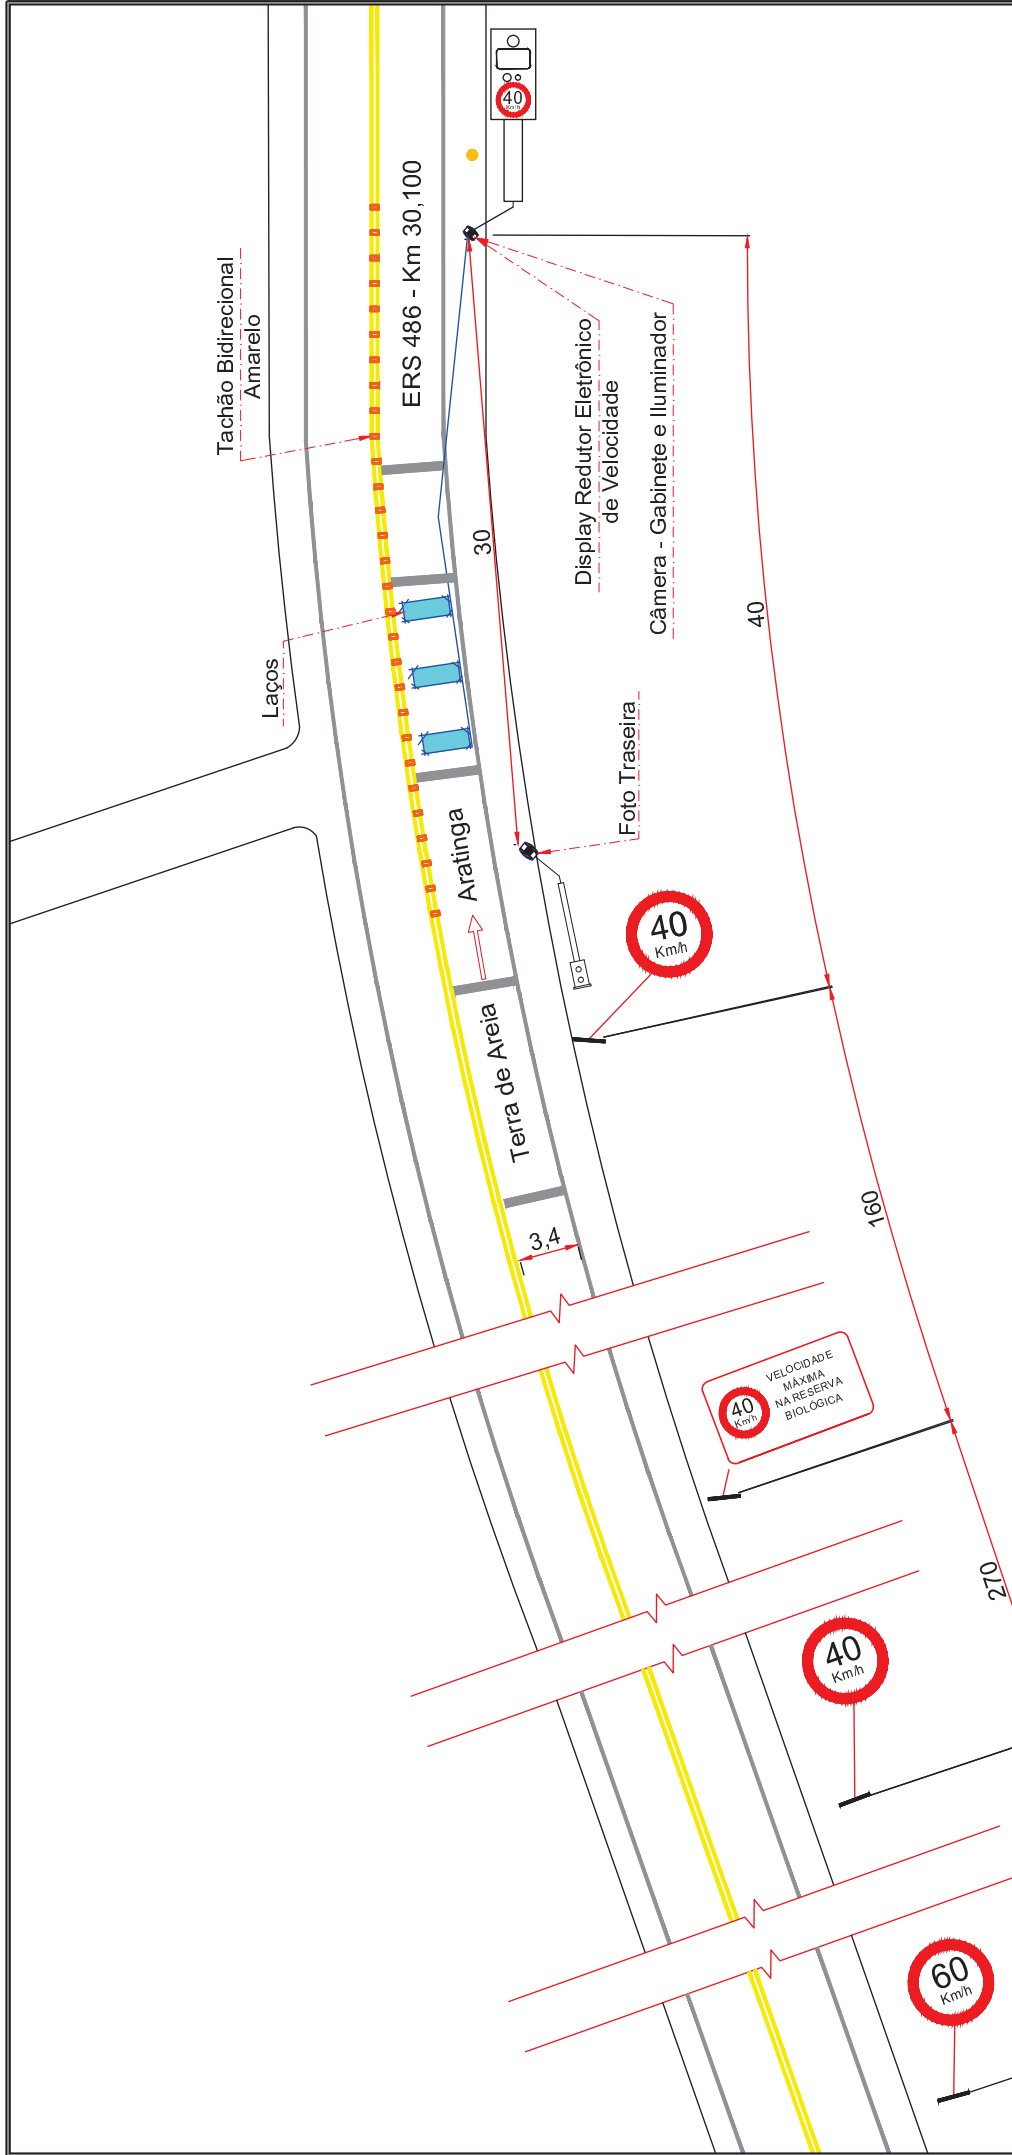 40
Km/h
ERS 486 - Km 30,100
Tachão Bidirecional
Amarelo
Display Redutor Eletrônico
de Velocidade
Câmera - Gabinete e Iluminador
30
40
Laços
Foto Traseira
Aratinga
40
Km/h
Terra de Areia
160
3,4
40
Km/h
VELOCIDADE
MÁXIMA
NA RESERVA
BIOLÓGICA
270
40
Km/h
60
Km/h